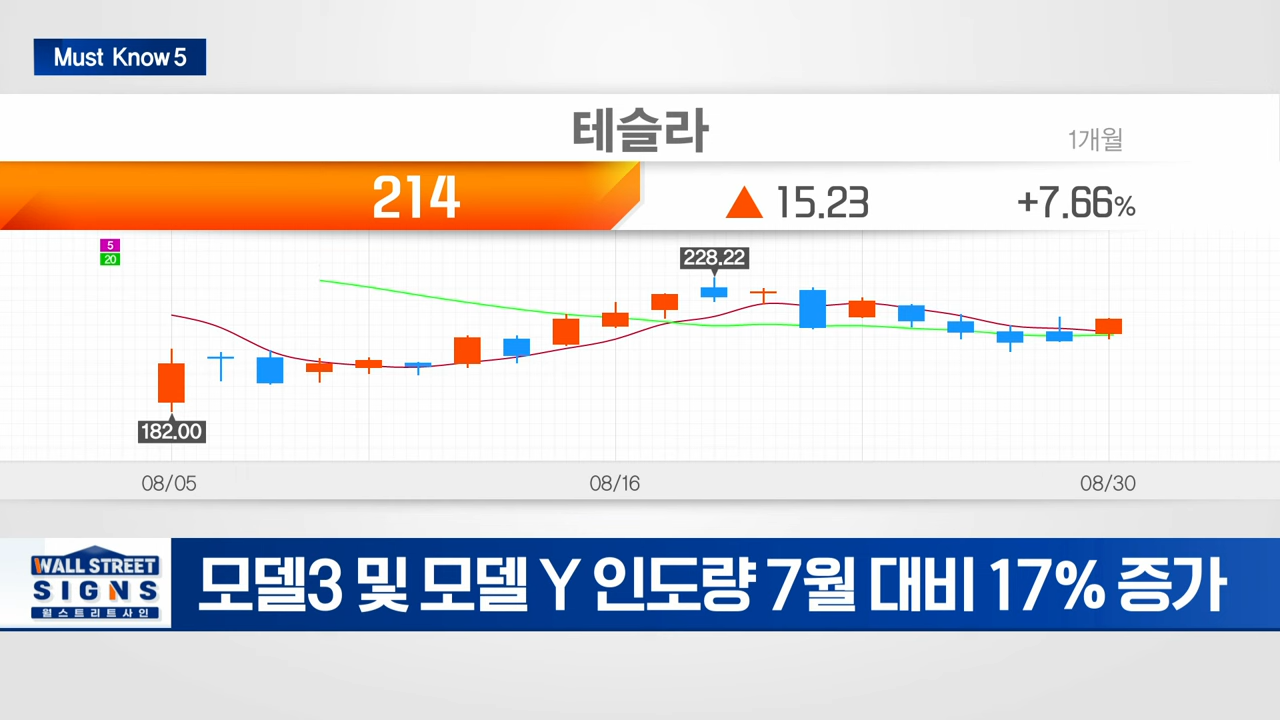 Must Know 5
테슬라
1개월
214 ▲ 15.23 +7.66%
5
20
228.22
182.00
08/05 08/16 08/30
WALL STREET
SIGNS
월스트리트사인
모델3 및 모델 Y 인도량 7월 대비 17% 증가